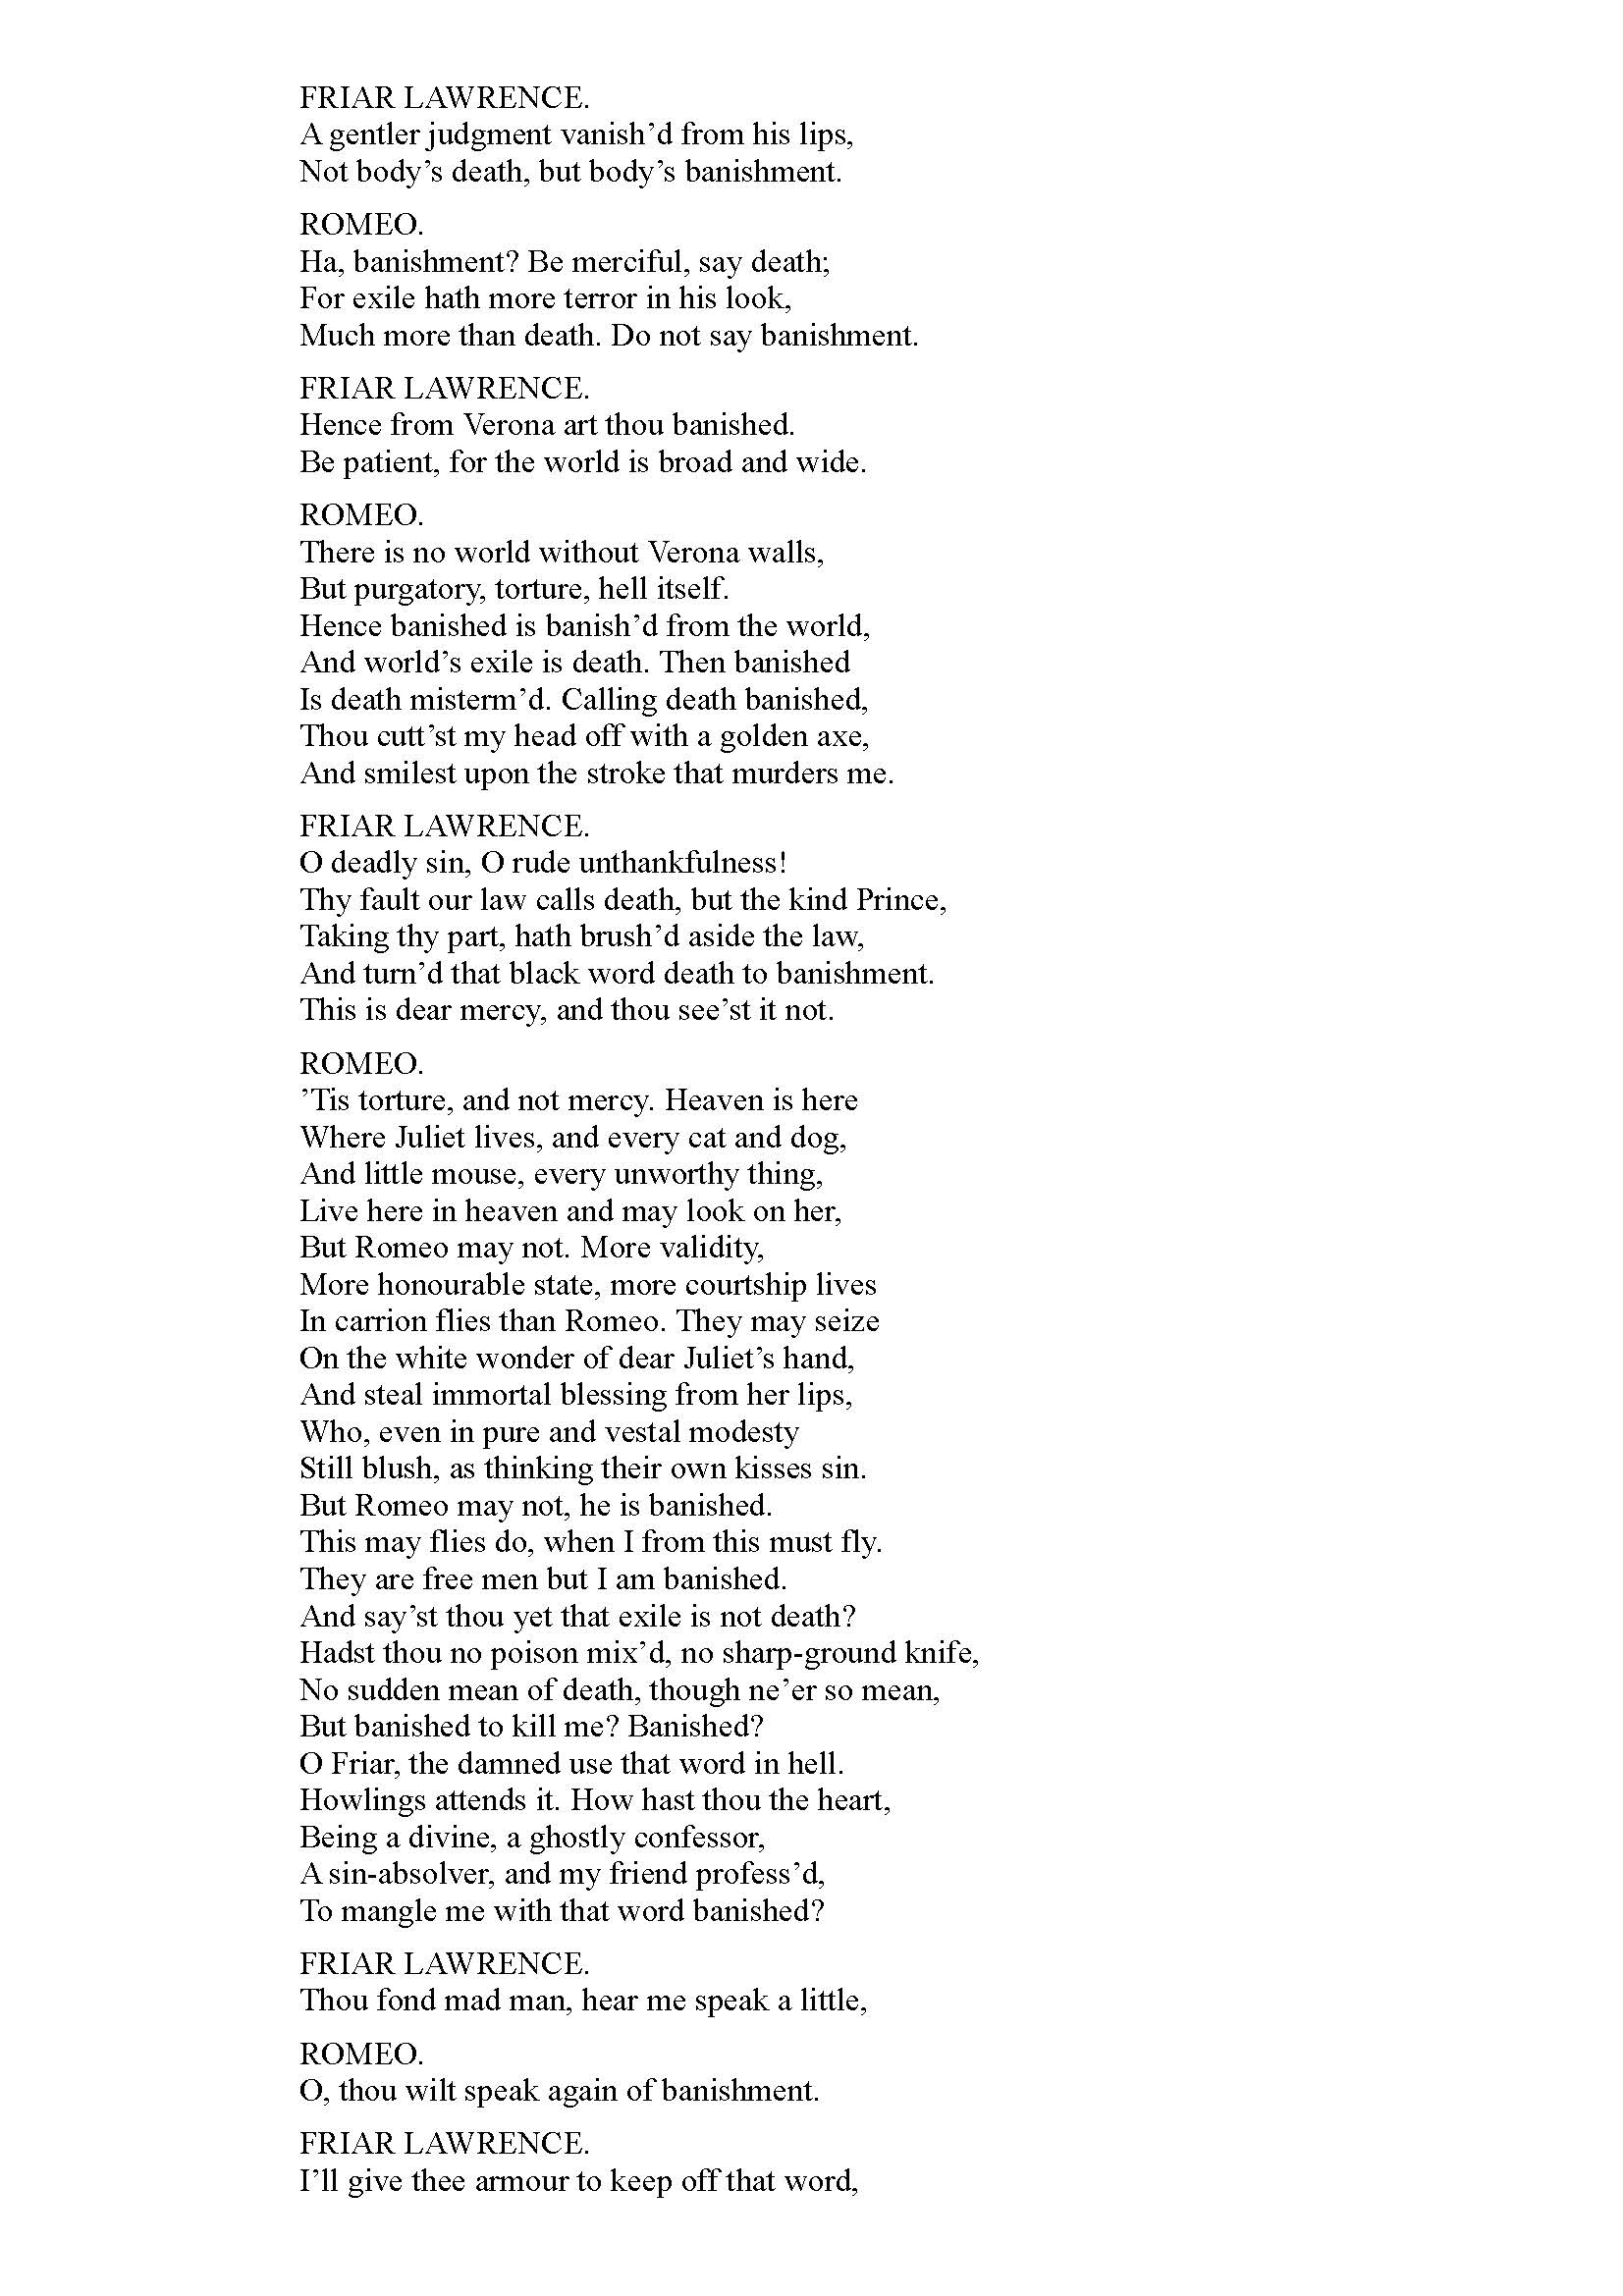 FRIAR LAWRENCE.
A gentler judgment vanish’d from his lips,
Not body’s death, but body’s banishment.
ROMEO.
Ha, banishment? Be merciful, say death;
For exile hath more terror in his look,
Much more than death. Do not say banishment.
FRIAR LAWRENCE.
Hence from Verona art thou banished.
Be patient, for the world is broad and wide.
ROMEO.
There is no world without Verona walls,
But purgatory, torture, hell itself.
Hence banished is banish’d from the world,
And world’s exile is death. Then banished
Is death misterm’d. Calling death banished,
Thou cutt’st my head off with a golden axe,
And smilest upon the stroke that murders me.
FRIAR LAWRENCE.
O deadly sin, O rude unthankfulness!
Thy fault our law calls death, but the kind Prince,
Taking thy part, hath brush’d aside the law,
And turn’d that black word death to banishment.
This is dear mercy, and thou see’st it not.
ROMEO.
’Tis torture, and not mercy. Heaven is here
Where Juliet lives, and every cat and dog,
And little mouse, every unworthy thing,
Live here in heaven and may look on her,
But Romeo may not. More validity,
More honourable state, more courtship lives
In carrion flies than Romeo. They may seize
On the white wonder of dear Juliet’s hand,
And steal immortal blessing from her lips,
Who, even in pure and vestal modesty
Still blush, as thinking their own kisses sin.
But Romeo may not, he is banished.
This may flies do, when I from this must fly.
They are free men but I am banished.
And say’st thou yet that exile is not death?
Hadst thou no poison mix’d, no sharp-ground knife,
No sudden mean of death, though ne’er so mean,
But banished to kill me? Banished?
O Friar, the damned use that word in hell.
Howlings attends it. How hast thou the heart,
Being a divine, a ghostly confessor,
A sin-absolver, and my friend profess’d,
To mangle me with that word banished?
FRIAR LAWRENCE.
Thou fond mad man, hear me speak a little,
ROMEO.
O, thou wilt speak again of banishment.
FRIAR LAWRENCE.
I’ll give thee armour to keep off that word,